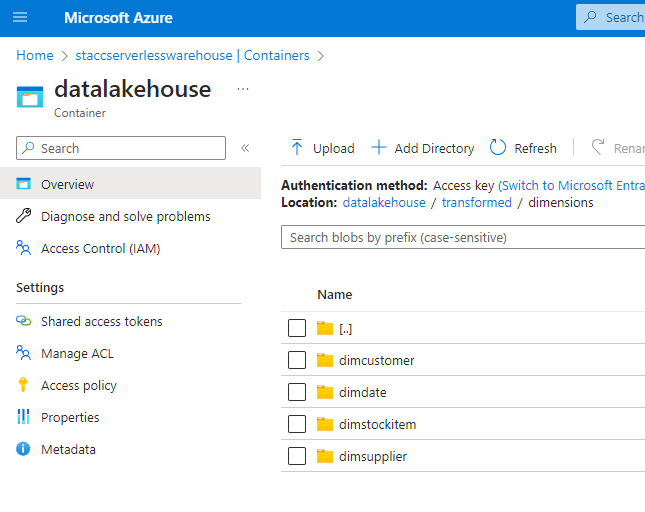 Microsoft Azure
Search
Home > staccserverlesswarehouse | Containers >
datalakehouse ...
Container
Search «
Upload Add Directory Refresh
Overview
Diagnose and solve problems
Access Control (IAM)
Settings
Shared access tokens
Manage ACL
Access policy
Properties
Metadata
Authentication method: Access key (Switch to Microsoft
Location: datalakehouse / transformed / dimensions
Search blobs by prefix (case-sensitive)
Name
[..]
dimcustomer
dimdate
dimstockitem
dimsupplier